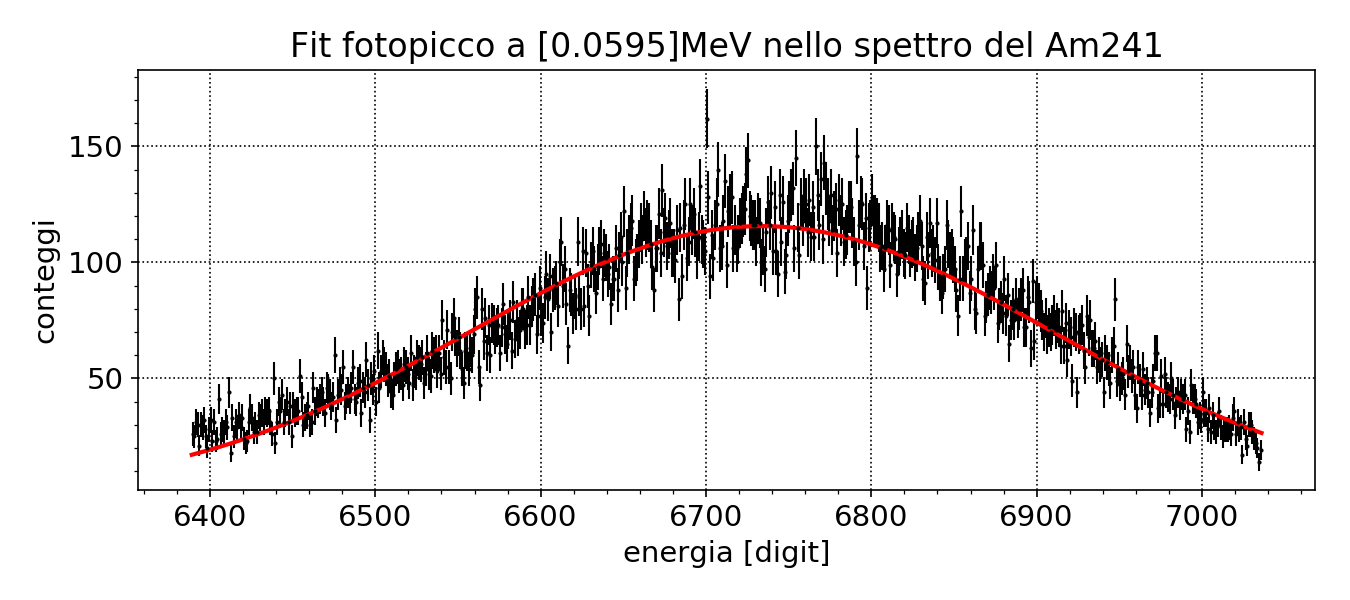 Fit fotopicco a [0.0595]MeV nello spettro del Am241
conteggi
150
100
50
6400 6500 6600 6700 6800 6900 7000
energia [digit]